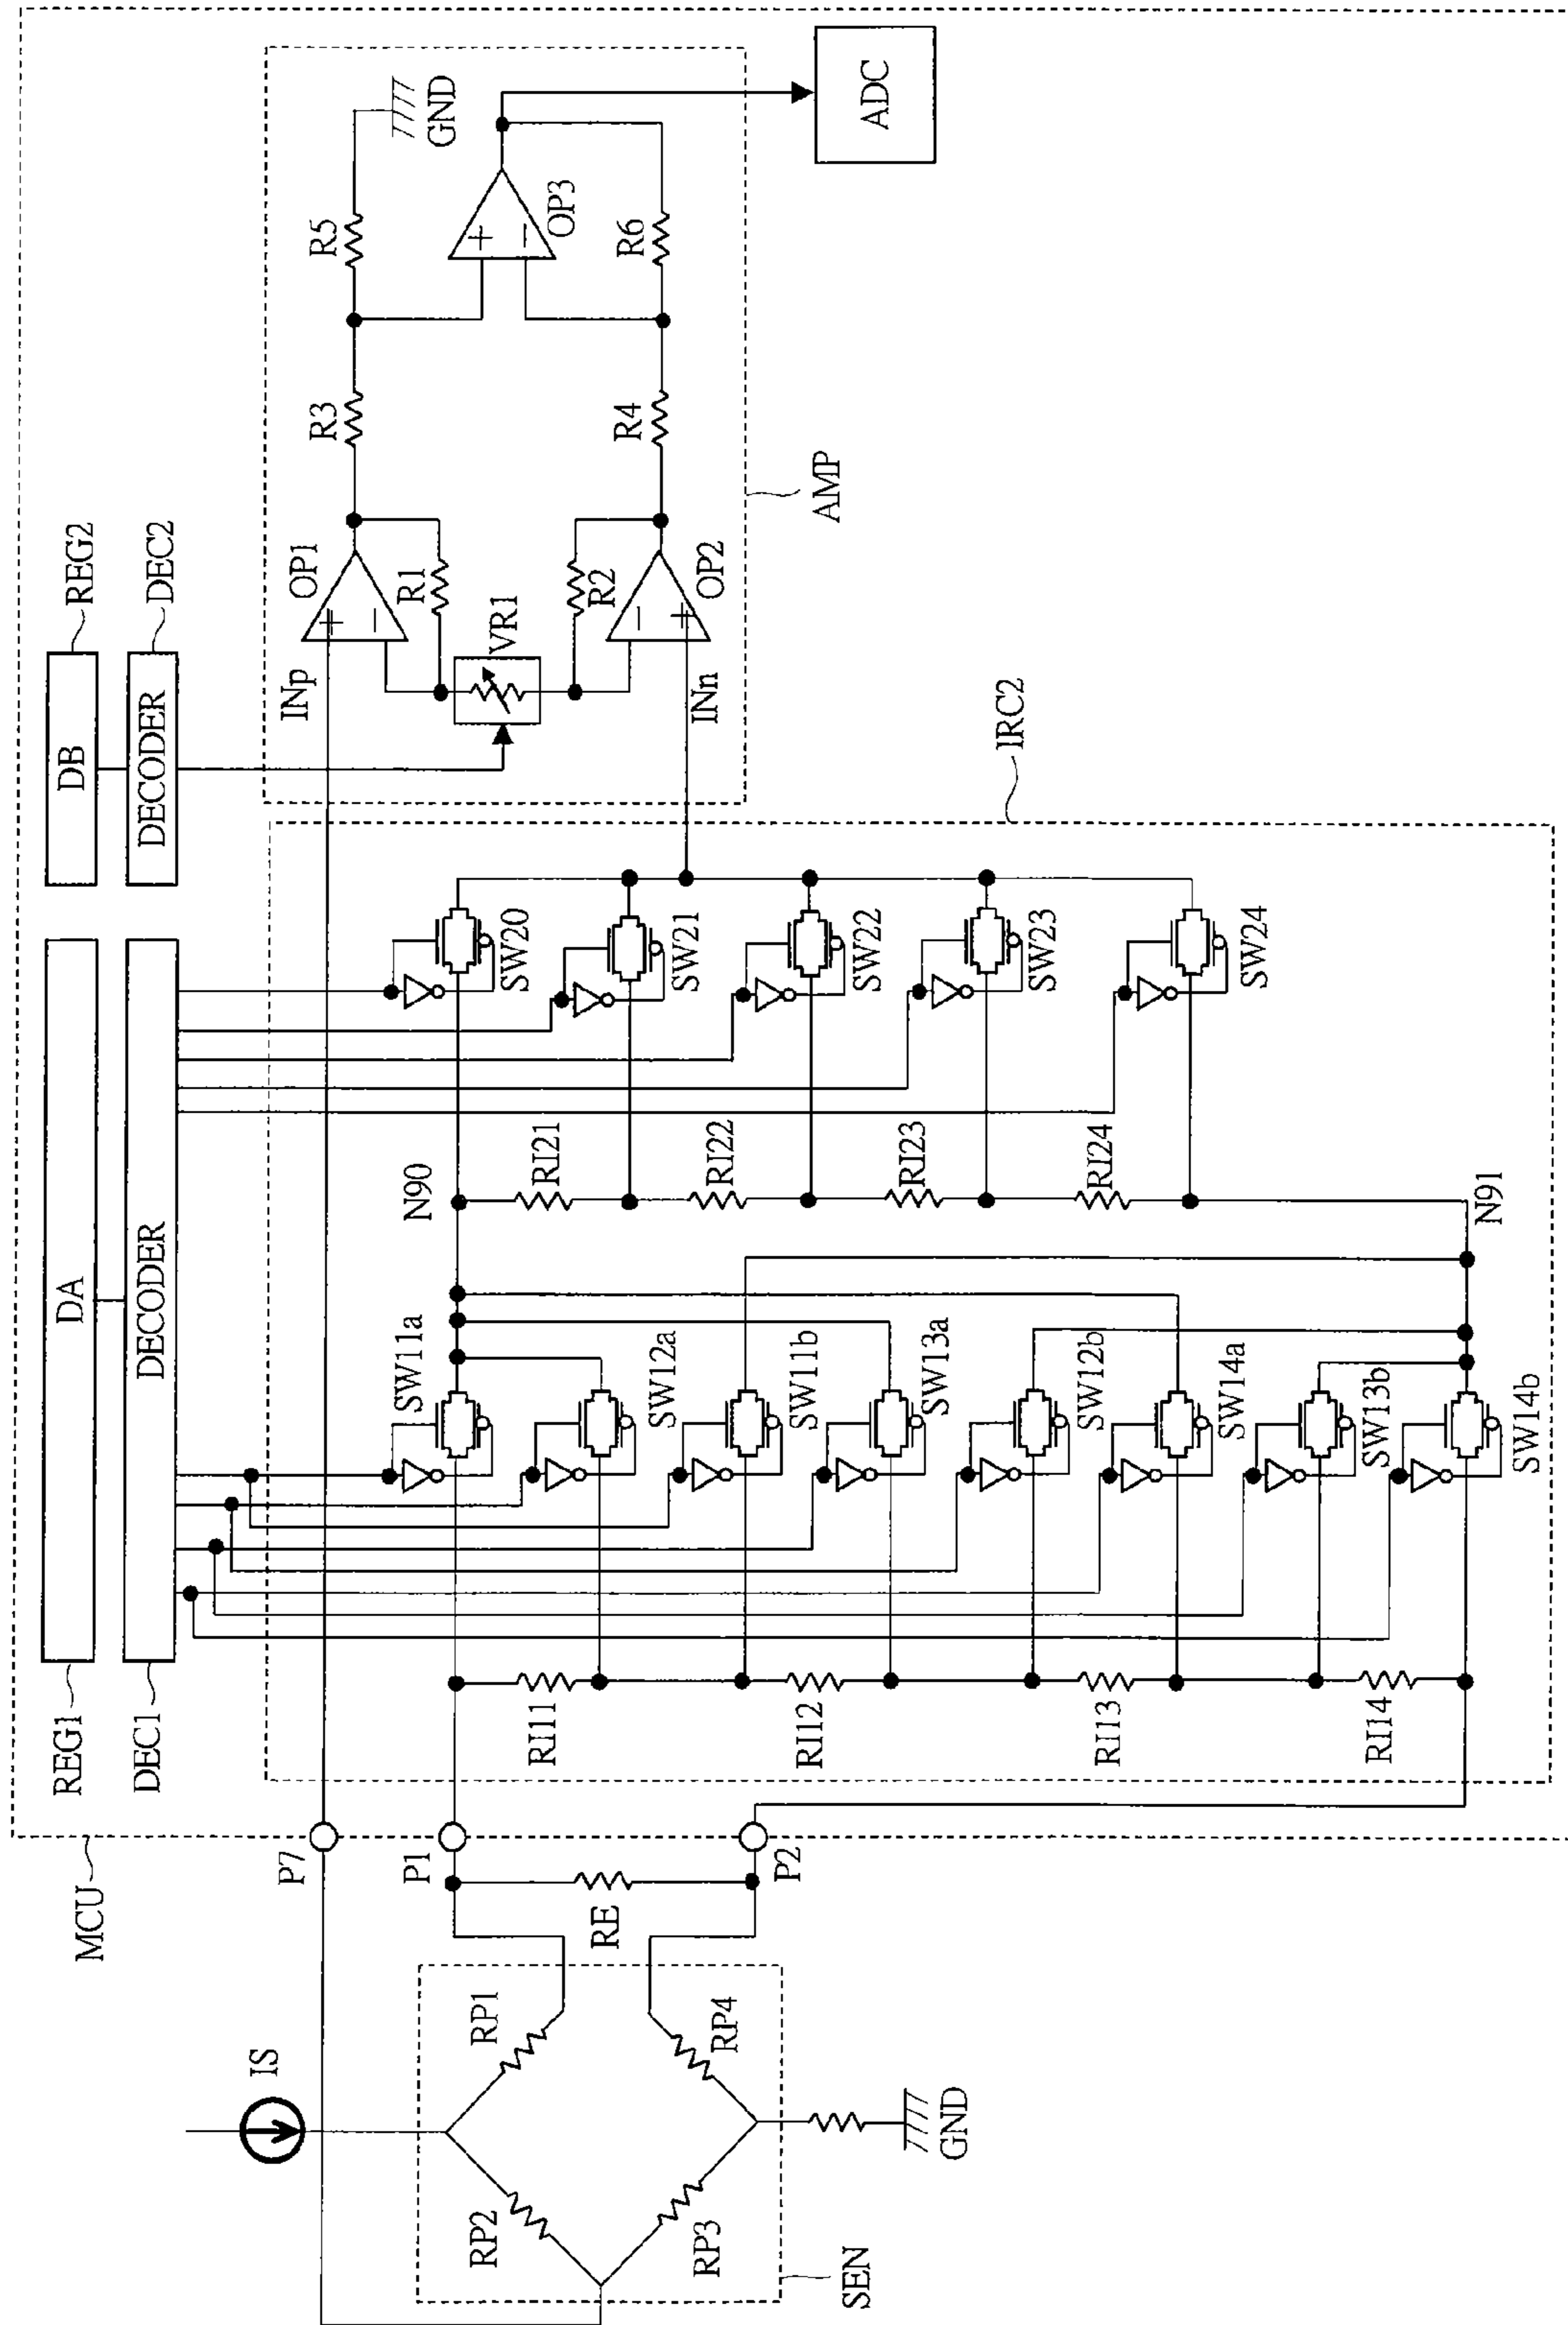 MCU
REG1
DA
DEC1
DECODER
DB
REG2
DECODER
DEC2
ADC
GND
R5
OP3
+
−
R6
R3
R4
AMP
OP1
+
−
R1
VR1
R2
OP2
−
+
INp
INn
IRC2
SW20
SW21
SW22
SW23
SW24
N90
RI21
RI22
RI23
RI24
N91
SW11a
SW12a
SW11b
SW13a
SW12b
SW14a
SW13b
SW14b
RI11
RI12
RI13
RI14
P7
P1
P2
RE
IS
RP1
RP4
RP2
RP3
GND
SEN